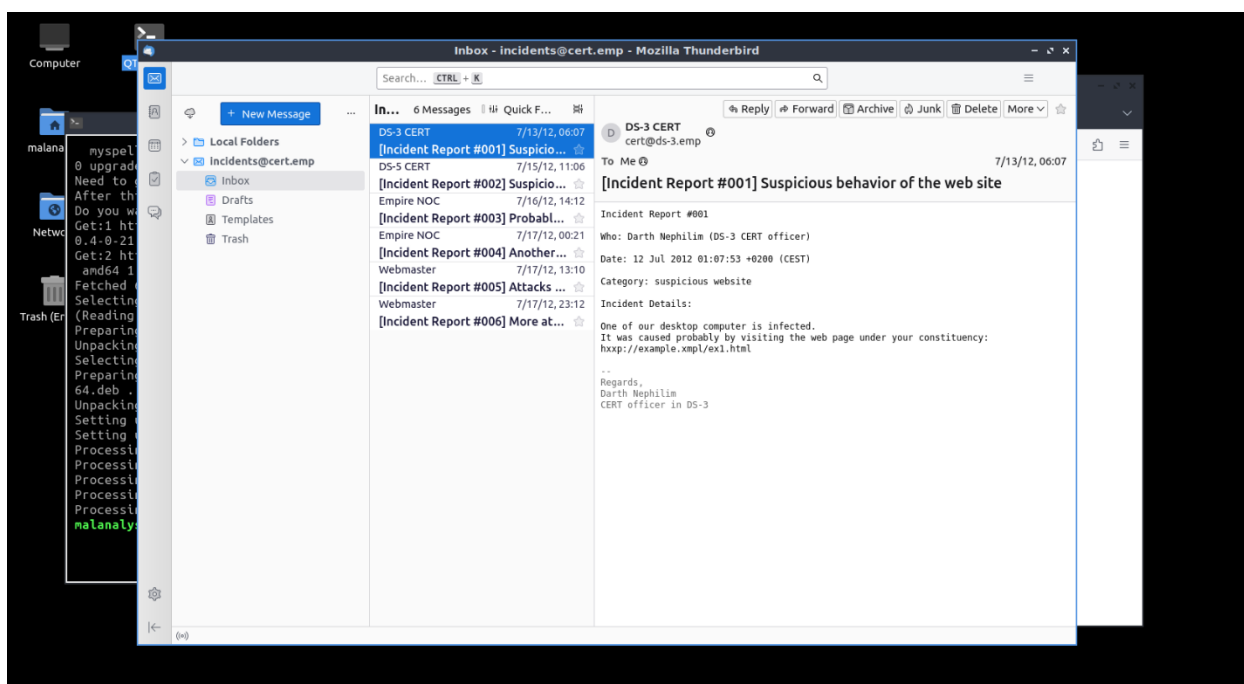 Inbox - incidents@cert.emp - Mozilla Thunderbird
Computer
QT
Search... CTRL + K
+ New Message
...
In... 6 Messages Quick F...
Reply Forward Archive Junk Delete More
Local Folders
incidents@cert.emp
Inbox
Drafts
Templates
Trash
DS-3 CERT 7/13/12, 06:07
[Incident Report #001] Suspicio...
DS-5 CERT 7/15/12, 11:06
[Incident Report #002] Suspicio...
Empire NOC 7/16/12, 14:12
[Incident Report #003] Probabl...
Empire NOC 7/17/12, 00:21
[Incident Report #004] Another...
Webmaster 7/17/12, 13:10
[Incident Report #005] Attacks ...
Webmaster 7/17/12, 23:12
[Incident Report #006] More at...
D DS-3 CERT
cert@ds-3.emp
To Me 7/13/12, 06:07
[Incident Report #001] Suspicious behavior of the web site
Incident Report #001
Who: Darth Nephilim (DS-3 CERT officer)
Date: 12 Jul 2012 01:07:53 +0200 (CEST)
Category: suspicious website
Incident Details:
One of our desktop computer is infected.
It was caused probably by visiting the web page under your constituency:
hxxp://example.xmpl/ex1.html
--
Regards,
Darth Nephilim
CERT officer in DS-3
malana
Netwo
Trash (Er
myspel
0 upgrade
Need to
After th
Do you w
Get:1 ht
0.4-0-21
Get:2 ht
amd64 1
Fetched
Selecting
(Reading
Preparin
Unpackin
Selectin
Preparin
64.deb .
Unpackin
Setting
Setting
Processi
Processi
Processi
Processi
Processi
malanaly